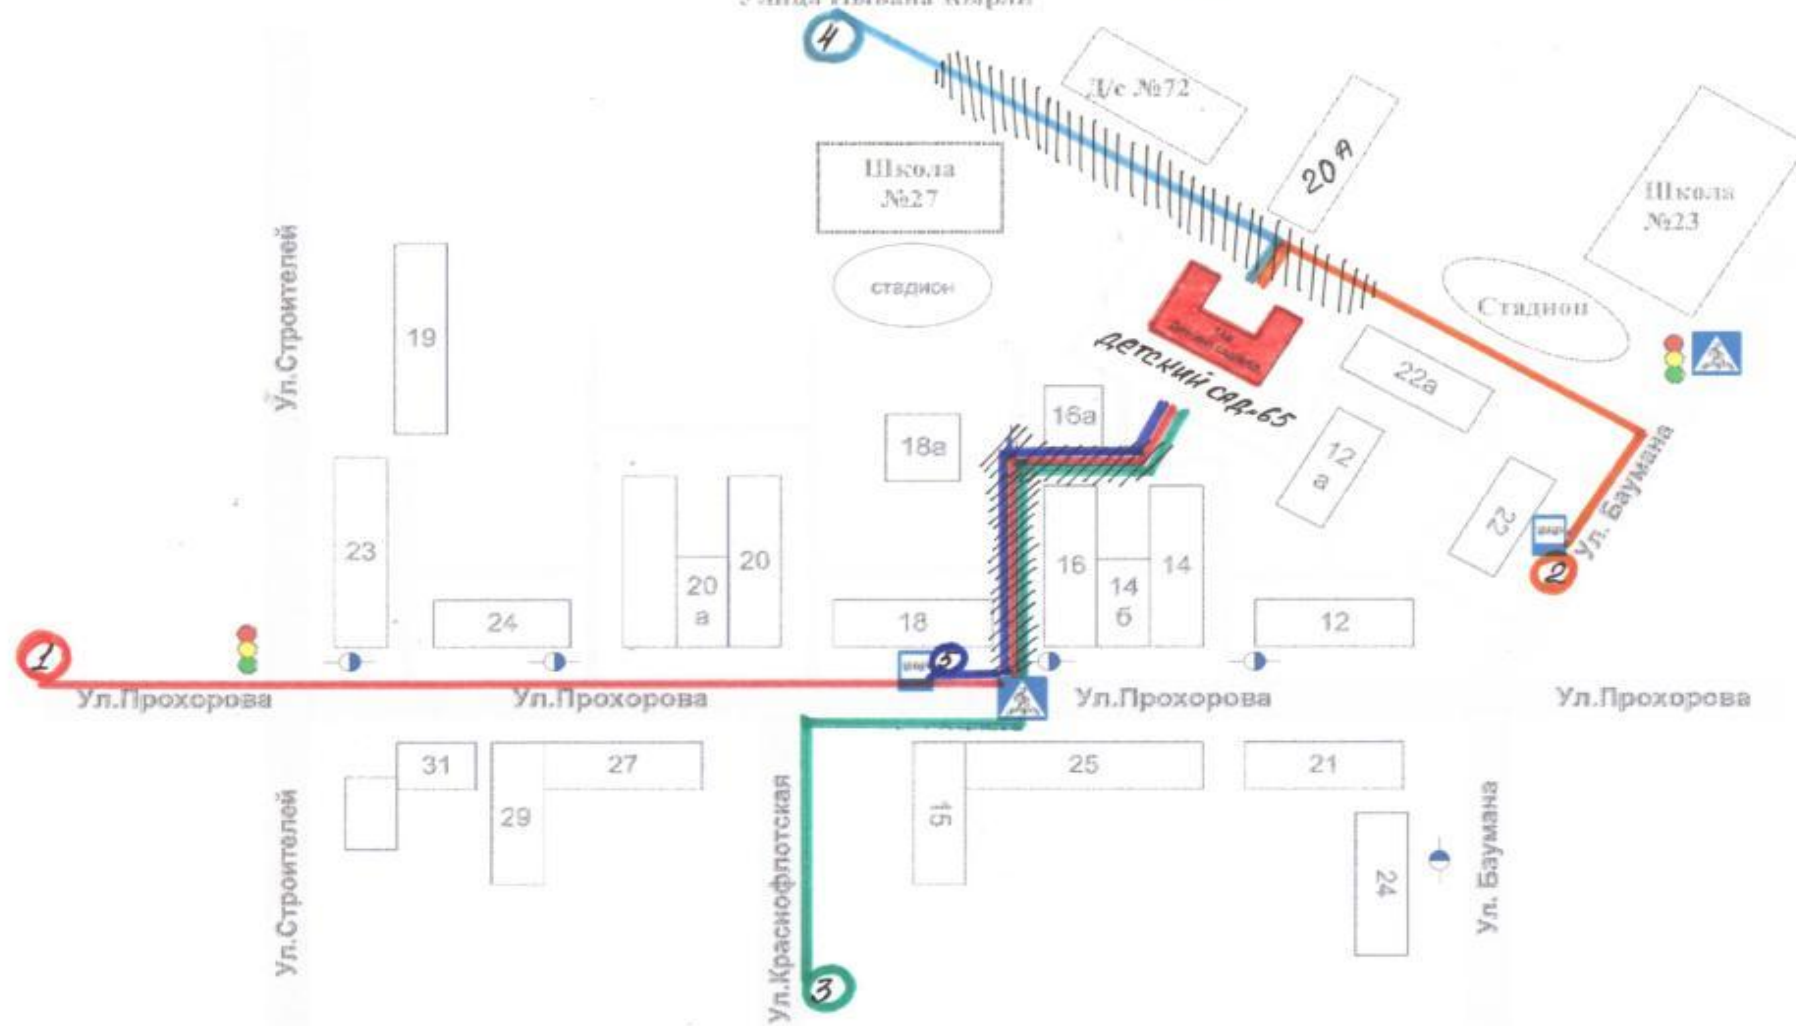 4
Д/с №72
20 А
Школа
№27
Школа
№23
стадион
Стадион
Ул.Строителей
19
ДЕТСКИЙ САД-65
22а
16а
18а
12
а
22
Ул. Баумана
2
23
24
20
а
20
18
16
14
б
14
12
1
5
Ул.Прохорова
Ул.Прохорова
Ул.Прохорова
Ул.Прохорова
31
29
27
15
25
21
24
Ул.Строителей
Ул.Краснофлотская
Ул. Баумана
3